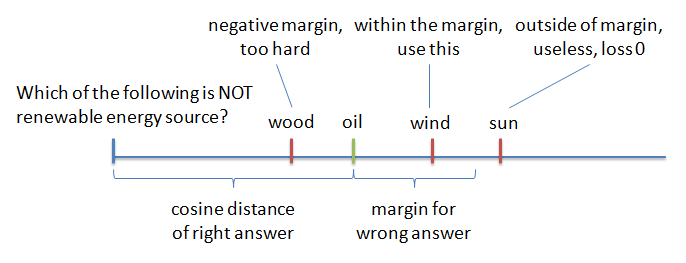 negative margin,
too hard
within the margin,
use this
outside of margin,
useless, loss 0
Which of the following is NOT
renewable energy source?
wood
oil
wind
sun
cosine distance
of right answer
margin for
wrong answer